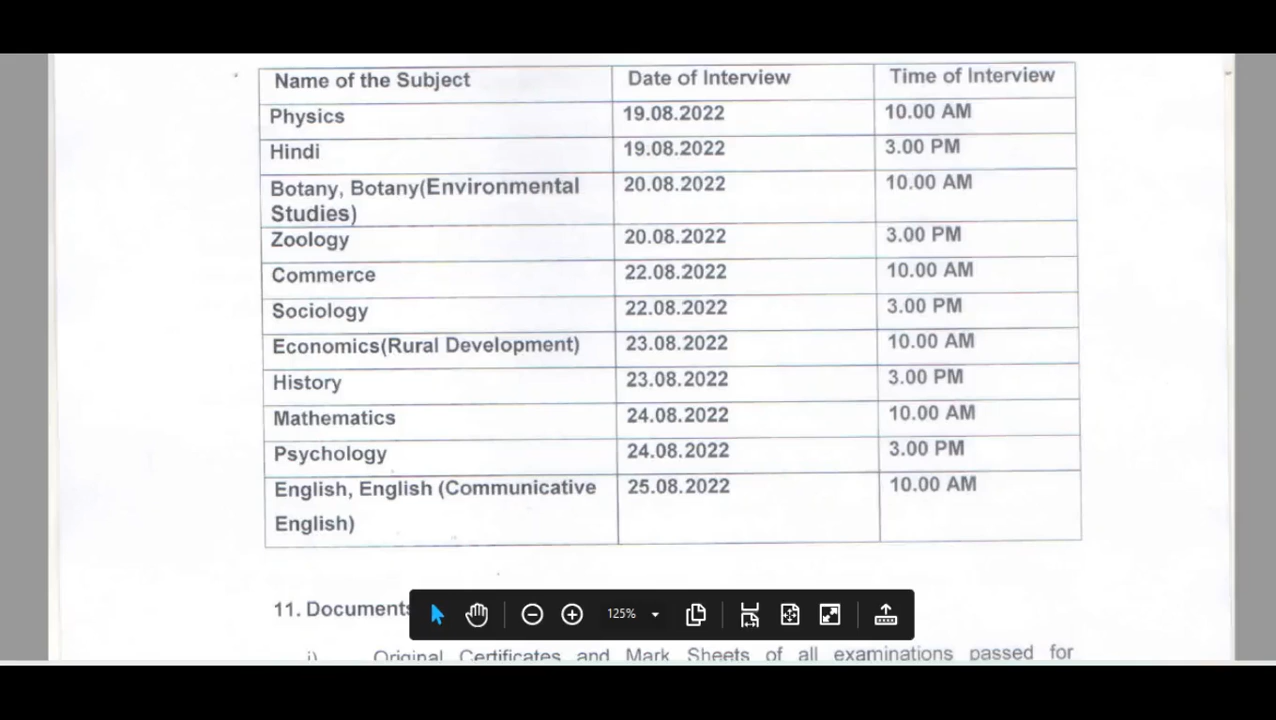 Name of the Subject Date of Interview Time of Interview
Physics 19.08.2022 10.00 AM
Hindi 19.08.2022 3.00 PM
Botany, Botany(Environmental 20.08.2022 10.00 AM
Studies)
Zoology 20.08.2022 3.00 PM
Commerce 22.08.2022 10.00 AM
Sociology 22.08.2022 3.00 PM
Economics(Rural Development) 23.08.2022 10.00 AM
History 23.08.2022 3.00 PM
Mathematics 24.08.2022 10.00 AM
Psychology 24.08.2022 3.00 PM
English, English (Communicative 25.08.2022 10.00 AM
English)
11. Documents
125%
i) Original Certificates and Mark Sheets of all examinations passed for